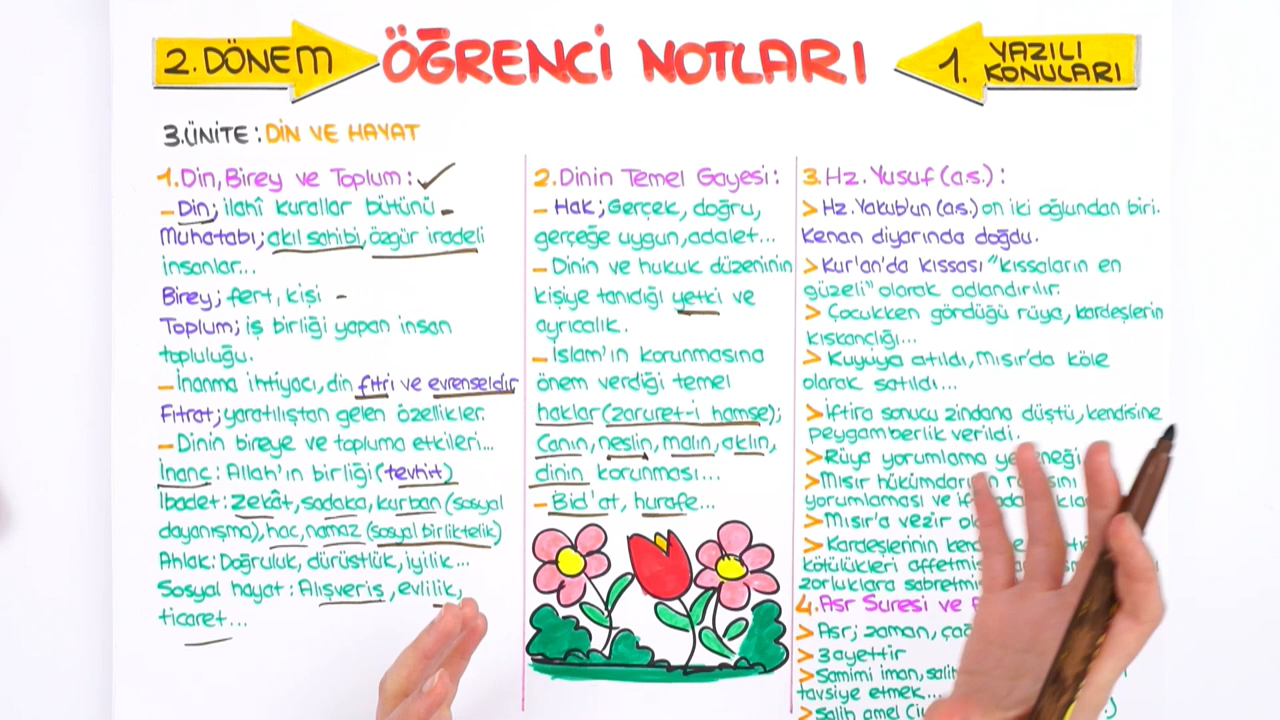 2. DÖNEM
ÖĞRENCİ NOTLARI
1. YAZILI KONULARI
3.ÜNİTE: DİN VE HAYAT
1.Din, Birey ve Toplum:
-Din; ilahî kurallar bütünü-
Muhatabı; akıl sahibi, özgür iradeli
insanlar...
Birey; fert, kişi -
Toplum; iş birliği yapan insan
topluluğu.
-İnanma ihtiyacı, din fıtri ve evrenseldir
Fıtrat; yaratılıştan gelen özellikler.
-Dinin bireye ve topluma etkileri...
İnanç: Allah'ın birliği (tevhit)
İbadet: zekât, sadaka, kurban (sosyal
dayanışma), hac, namaz (sosyal birliktelik)
Ahlak: Doğruluk, dürüstlük, iyilik...
Sosyal hayat: Alışveriş, evlilik,
ticaret...
2.Dinin Temel Gayesi:
- Hak; Gerçek, doğru,
gerçeğe uygun, adalet...
- Dinin ve hukuk düzeninin
kişiye tanıdığı yetki ve
ayrıcalık.
- İslam'ın korunmasına
önem verdiği temel
haklar (zaruret-i hamse);
Canın, neslin, malın, aklın,
dinin korunması...
- Bid'at, hurafe...
3.Hz. Yusuf (a.s.):
> Hz. Yakub'un (a.s.) on iki oğlundan biri.
Kenan diyarında doğdu.
> Kur'an'da kıssası "kıssaların en
güzeli" olarak adlandırılır.
> Çocukken gördüğü rüya, kardeşlerin
kıskançlığı...
> Kuyuya atıldı, Mısır'da köle
olarak satıldı...
>İftira sonucu zindana düştü, kendisine
peygamberlik verildi.
>Rüya yorumlama
>Mısır hükümdarının
yorumlaması ve
>Mısır'a vezir
>Kardeşlerinin
kötülükleri
zorluklara
4.Asr Suresi ve
> Asr; zaman,
> 3 ayettir
>Samimi iman,
tavsiye etmek...
>Salih amel